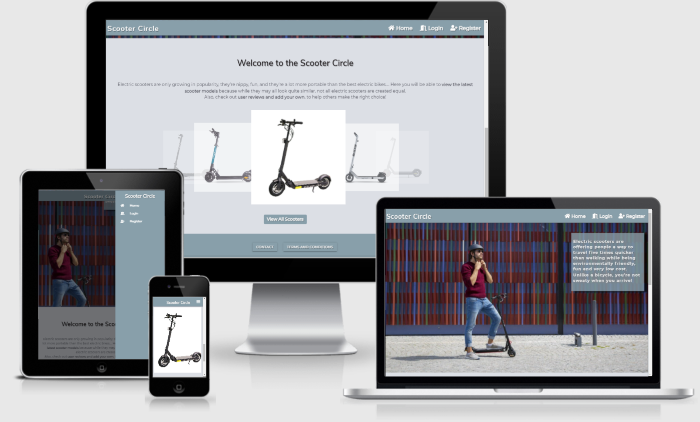 Scooter Circle
Home Login Register
Welcome to the Scooter Circle
Electric scooters are only growing in popularity, they're nippy, fun, and they're a lot more portable than the best electric bikes... Here you will be able to view the latest
scooter models because while they may all look quite similar, not all electric scooters are created equal.
Also, check out user reviews and add your own, to help others make the right choice!
View All Scooters
CONTACT TERMS AND CONDITIONS
Scooter Circle
Home
Login
Register
Welcome to the Scoo
Scooter Circle
Scooter Circle
Home Login Register
Electric scooters are
offering people a way to
travel five times quicker
than walking while being
environmentally friendly,
fun and very low cost.
Unlike a bicycle, you're not
sweaty when you arrive!